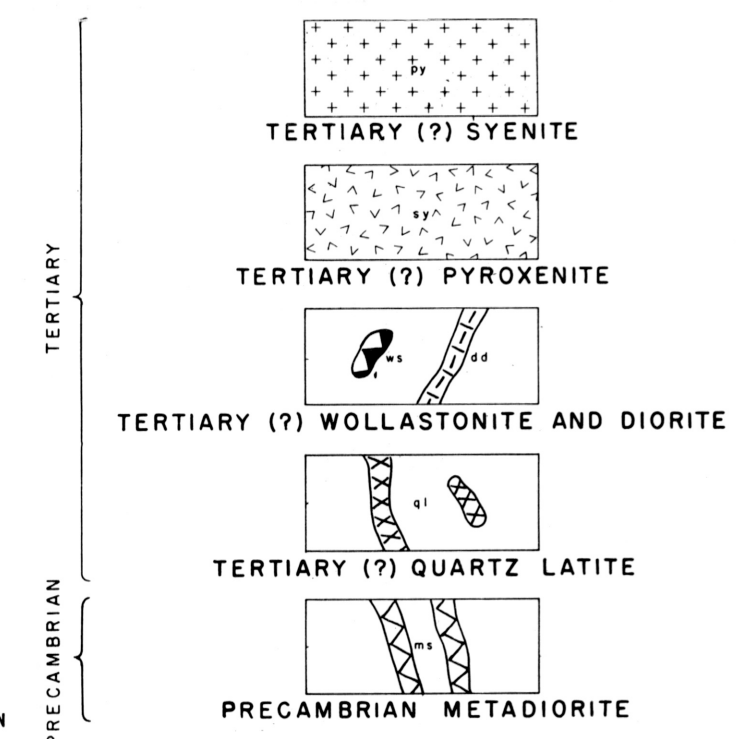 py
TERTIARY (?) SYENITE
sy
TERTIARY (?) PYROXENITE
ws dd
TERTIARY (?) WOLLASTONITE AND DIORITE
ql
TERTIARY (?) QUARTZ LATITE
ms
PRECAMBRIAN METADIORITE
TERTIARY
PRECAMBRIAN
N